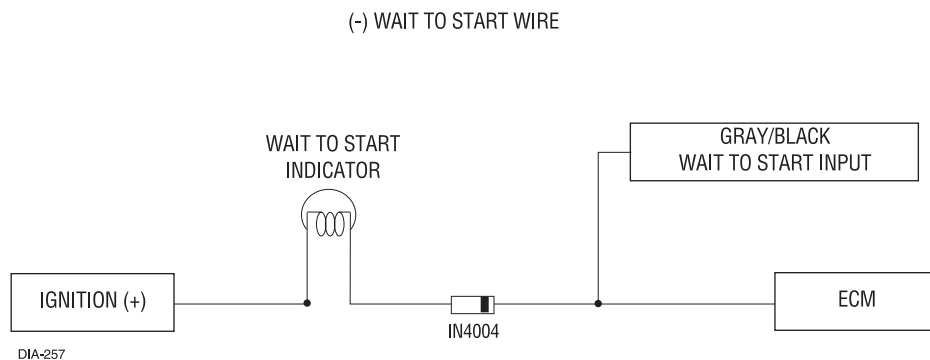 (-) WAIT TO START WIRE
WAIT TO START
INDICATOR
GRAY/BLACK
WAIT TO START INPUT
IGNITION (+)
IN4004
ECM
DIA-257